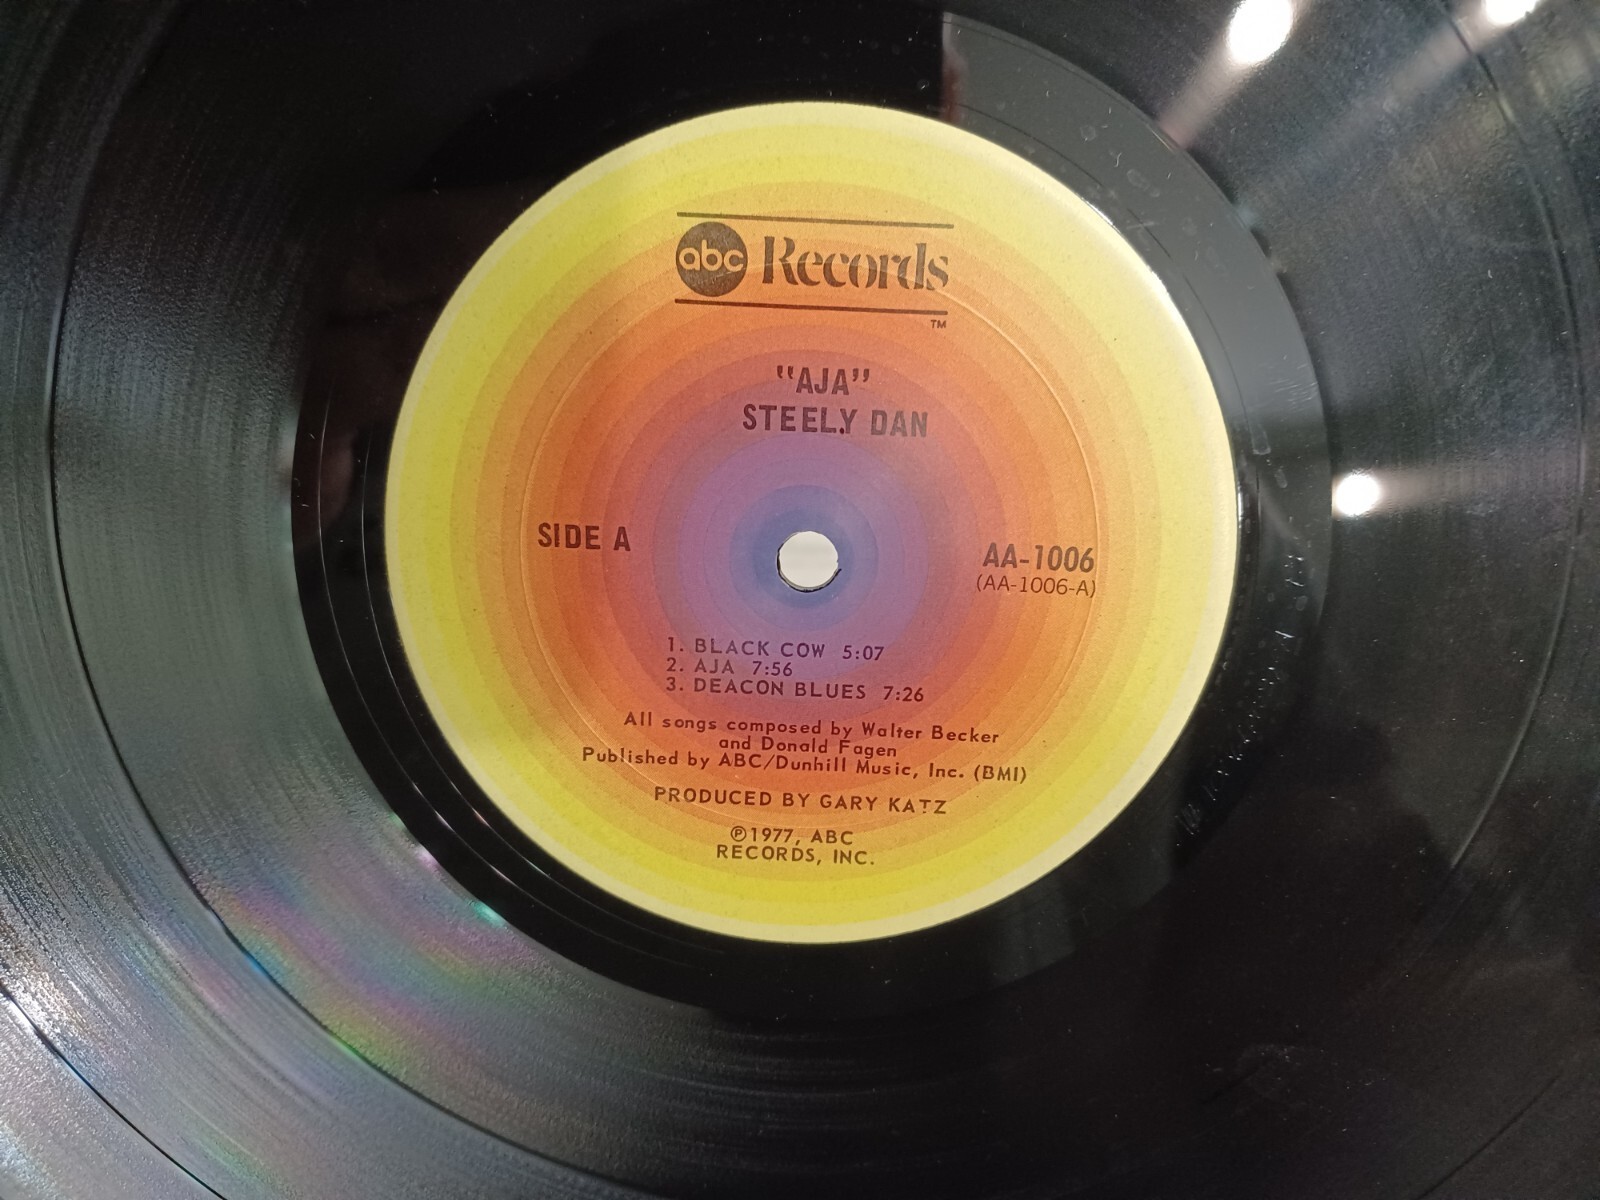 abc Records
TM
"AJA"
STEELY DAN
SIDE A
AA-1006
(AA-1006-A)
1. BLACK COW 5:07
2. AJA 7:56
3. DEACON BLUES 7:26
All songs composed by Walter Becker
and Donald Fagen
Published by ABC/Dunhill Music, Inc. (BMI)
PRODUCED BY GARY KATZ
℗1977, ABC
RECORDS, INC.